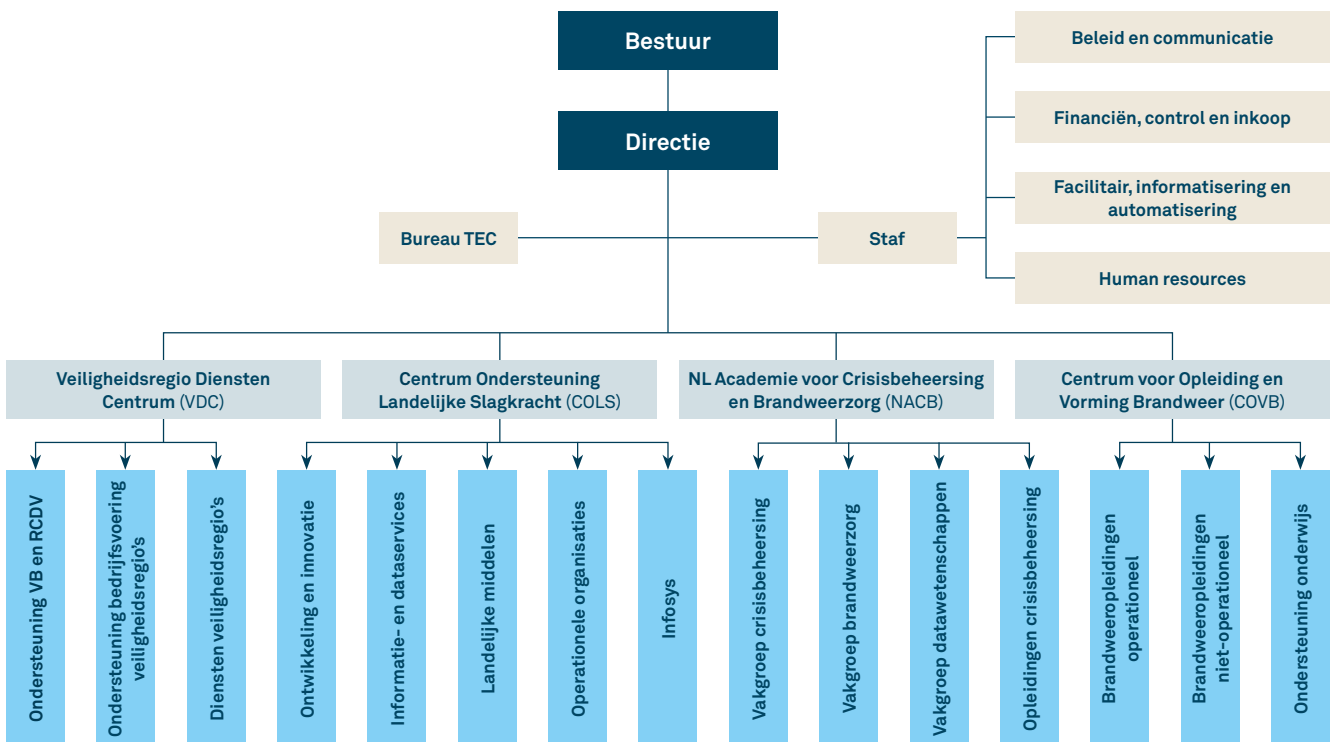 Bestuur
Directie
Bureau TEC
Staf
Beleid en communicatie
Financiën, control en inkoop
Facilitair, informatisering en
automatisering
Human resources
Veiligheidsregio Diensten
Centrum (VDC)
Centrum Ondersteuning
Landelijke Slagkracht (COLS)
NL Academie voor Crisisbeheersing
en Brandweerzorg (NACB)
Centrum voor Opleiding en
Vorming Brandweer (COVB)
Ondersteuning VB en RCDV
Ondersteuning bedrijfsvoering
veiligheidsregio's
Diensten veiligheidsregio's
Ontwikkeling en innovatie
Informatie- en dataservices
Landelijke middelen
Operationele organisaties
Infosys
Vakgroep crisisbeheersing
Vakgroep brandweerzorg
Vakgroep datawetenschappen
Opleidingen crisisbeheersing
Brandweeropleidingen
operationeel
Brandweeropleidingen
niet-operationeel
Ondersteuning onderwijs